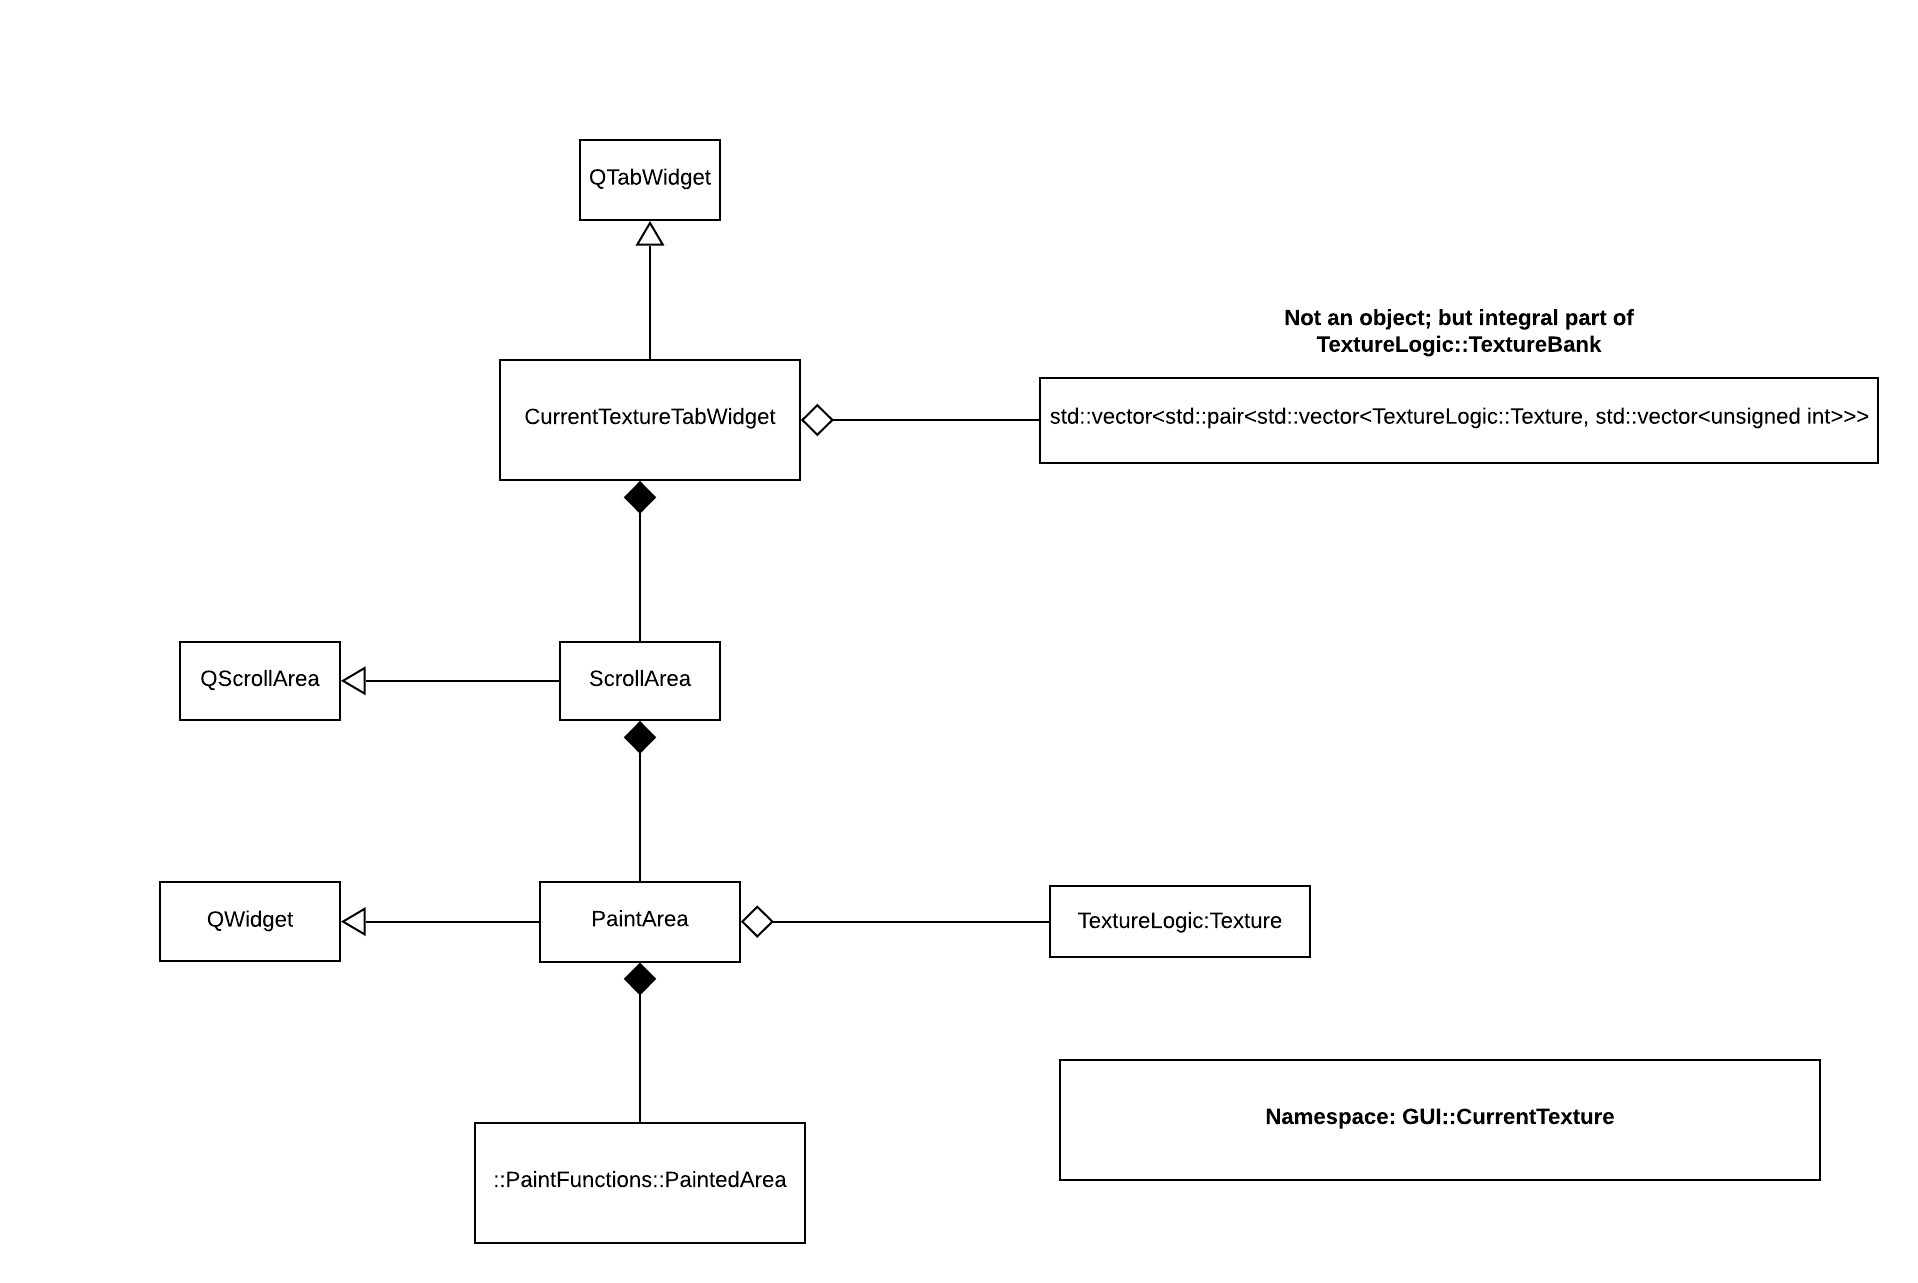 QTabWidget
Not an object; but integral part of
TextureLogic::TextureBank
CurrentTextureTabWidget
std::vector<std::pair<std::vector<TextureLogic::Texture, std::vector<unsigned int>>>
QScrollArea
ScrollArea
QWidget
PaintArea
TextureLogic:Texture
Namespace: GUI::CurrentTexture
::PaintFunctions::PaintedArea